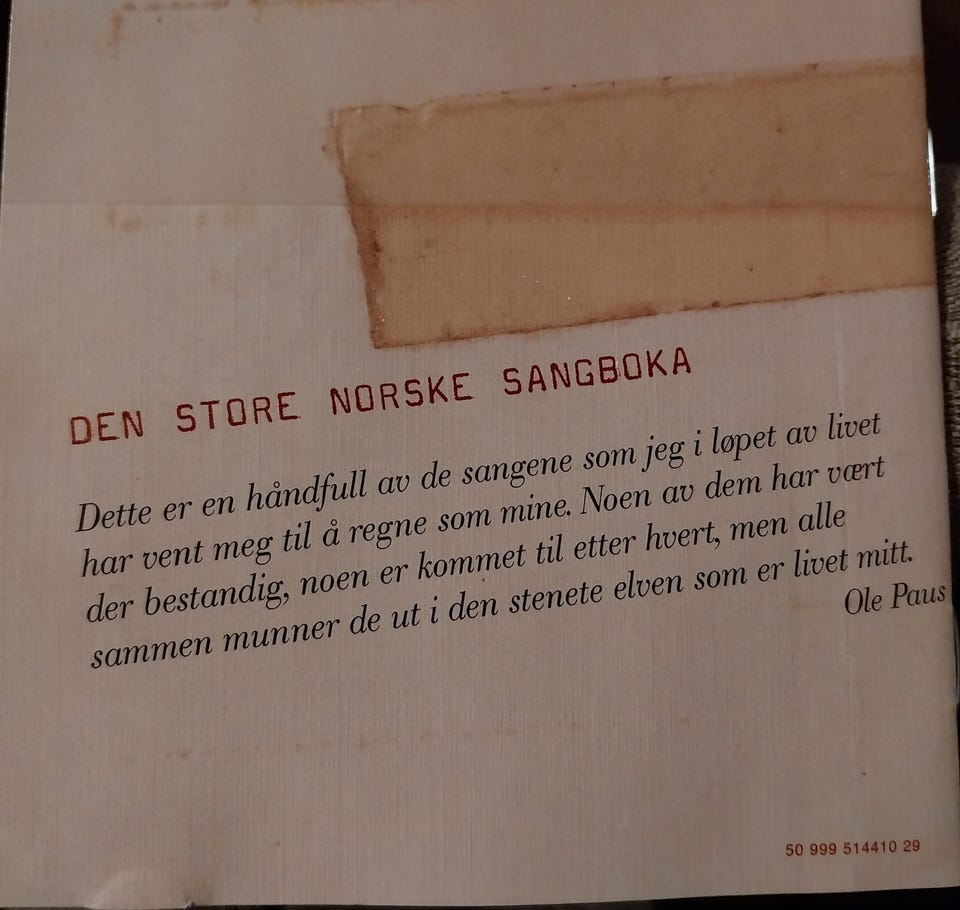 DEN STORE NORSKE SANGBOKA
Dette er en håndfull av de sangene som jeg i løpet av livet
har vent meg til å regne som mine. Noen av dem har vært
der bestandig, noen er kommet til etter hvert, men alle
sammen munner de ut i den stenete elven som er livet mitt.
Ole Paus
50 999 514410 29